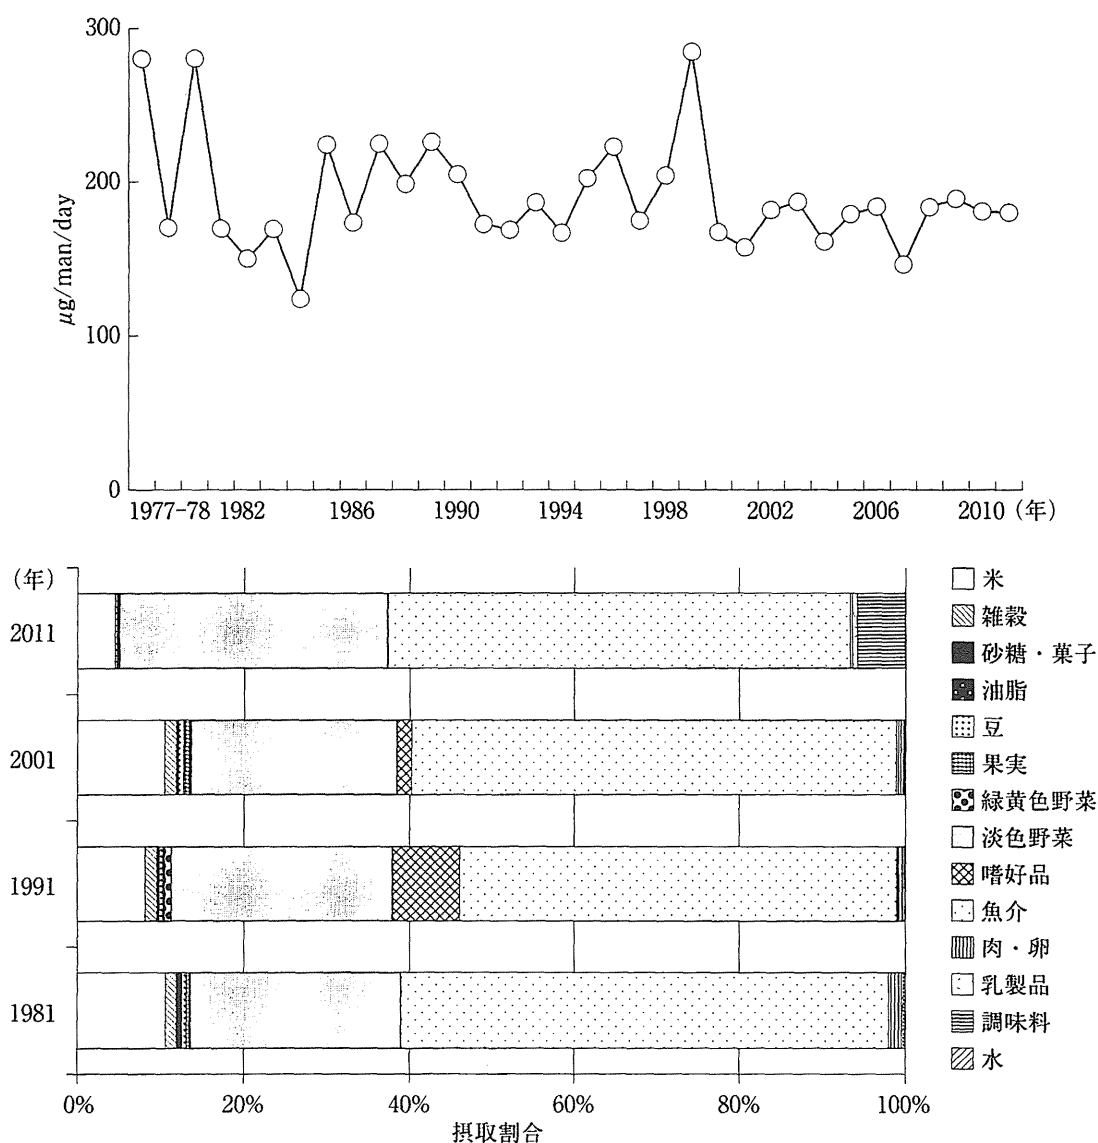 300
200
100
0
μg/man/day
1977-78 1982 1986 1990 1994 1998 2002 2006 2010 (年)
(年)
2011
2001
1991
1981
0% 20% 40% 60% 80% 100%
摂取割合
米
雑穀
砂糖・菓子
油脂
豆
果実
緑黄色野菜
淡色野菜
嗜好品
魚介
肉・卵
乳製品
調味料
水